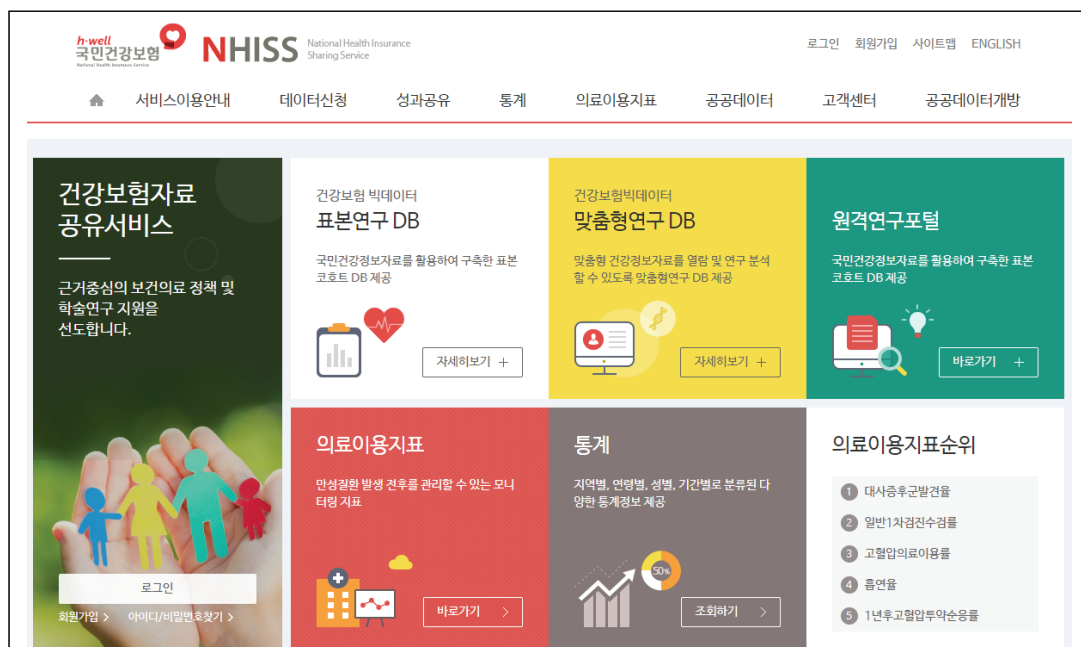 h·well
국민건강보험
National Health Insurance Service
NHISS
National Health Insurance
Sharing Service
로그인 회원가입 사이트맵 ENGLISH
서비스이용안내 데이터신청 성과공유 통계 의료이용지표 공공데이터 고객센터 공공데이터개방
건강보험자료
공유서비스
근거중심의 보건의료 정책 및
학술연구 지원을
선도합니다.
로그인
회원가입 > 아이디/비밀번호찾기 >
건강보험 빅데이터
표본연구 DB
국민건강정보자료를 활용하여 구축한 표본
코호트 DB 제공
자세히보기 +
건강보험빅데이터
맞춤형연구 DB
맞춤형 건강정보자료를 열람 및 연구 분석
할 수 있도록 맞춤형연구 DB 제공
자세히보기 +
원격연구포털
국민건강정보자료를 활용하여 구축한 표본
코호트 DB 제공
바로가기 +
의료이용지표
만성질환 발생 전후를 관리할 수 있는 모니
터링 지표
바로가기 >
통계
지역별, 연령별, 성별, 기간별로 분류된 다
양한 통계정보 제공
50%
조회하기 >
의료이용지표순위
1 대사증후군발견율
2 일반1차검진수검률
3 고혈압의료이용률
4 흡연율
5 1년후고혈압투약순응률